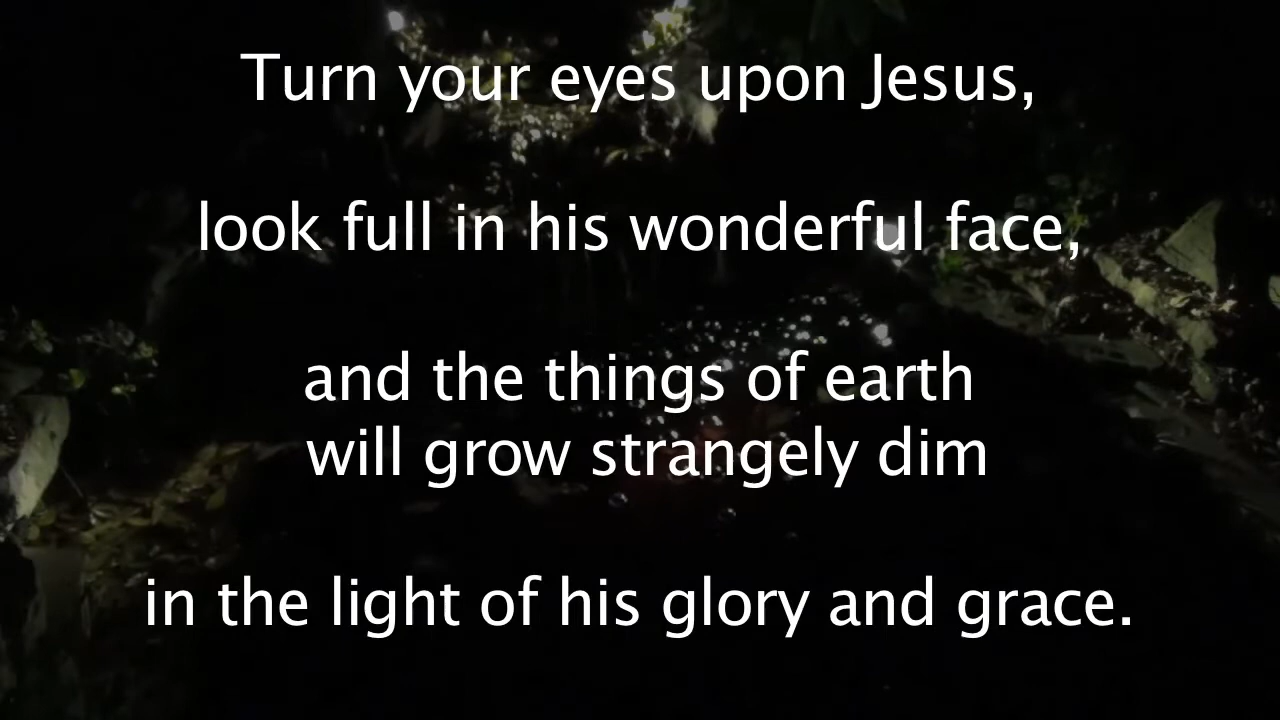 Turn your eyes upon Jesus,
look full in his wonderful face,
and the things of earth
will grow strangely dim
in the light of his glory and grace.